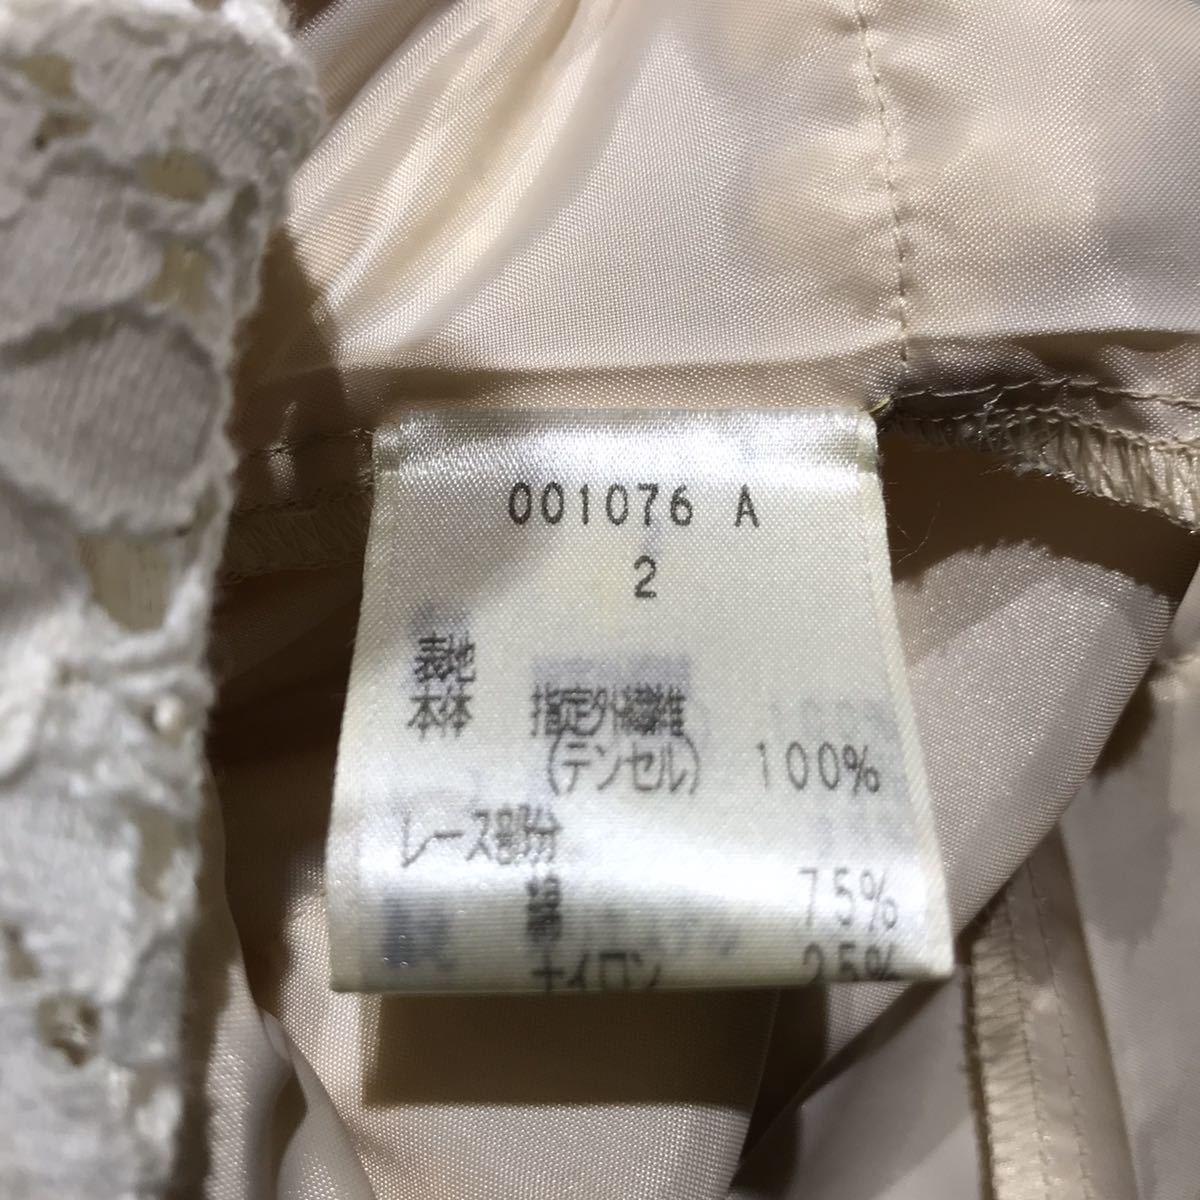 001076 A
2
表地
本体 指定外繊維
(テンセル) 100%
レース部分
綿 75%
ナイロン 25%